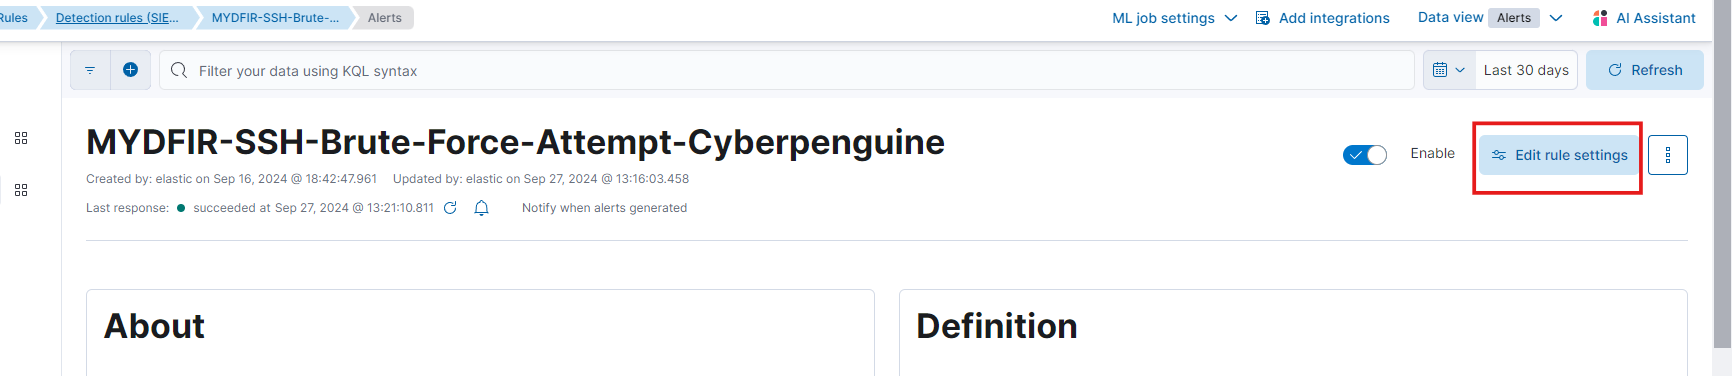 Rules Detection rules (SIE... MYDFIR-SSH-Brute-... Alerts ML job settings Add integrations Data view Alerts AI Assistant
Filter your data using KQL syntax Last 30 days Refresh
MYDFIR-SSH-Brute-Force-Attempt-Cyberpenguine Enable Edit rule settings
Created by: elastic on Sep 16, 2024 @ 18:42:47.961 Updated by: elastic on Sep 27, 2024 @ 13:16:03.458
Last response: succeeded at Sep 27, 2024 @ 13:21:10.811 Notify when alerts generated
About Definition